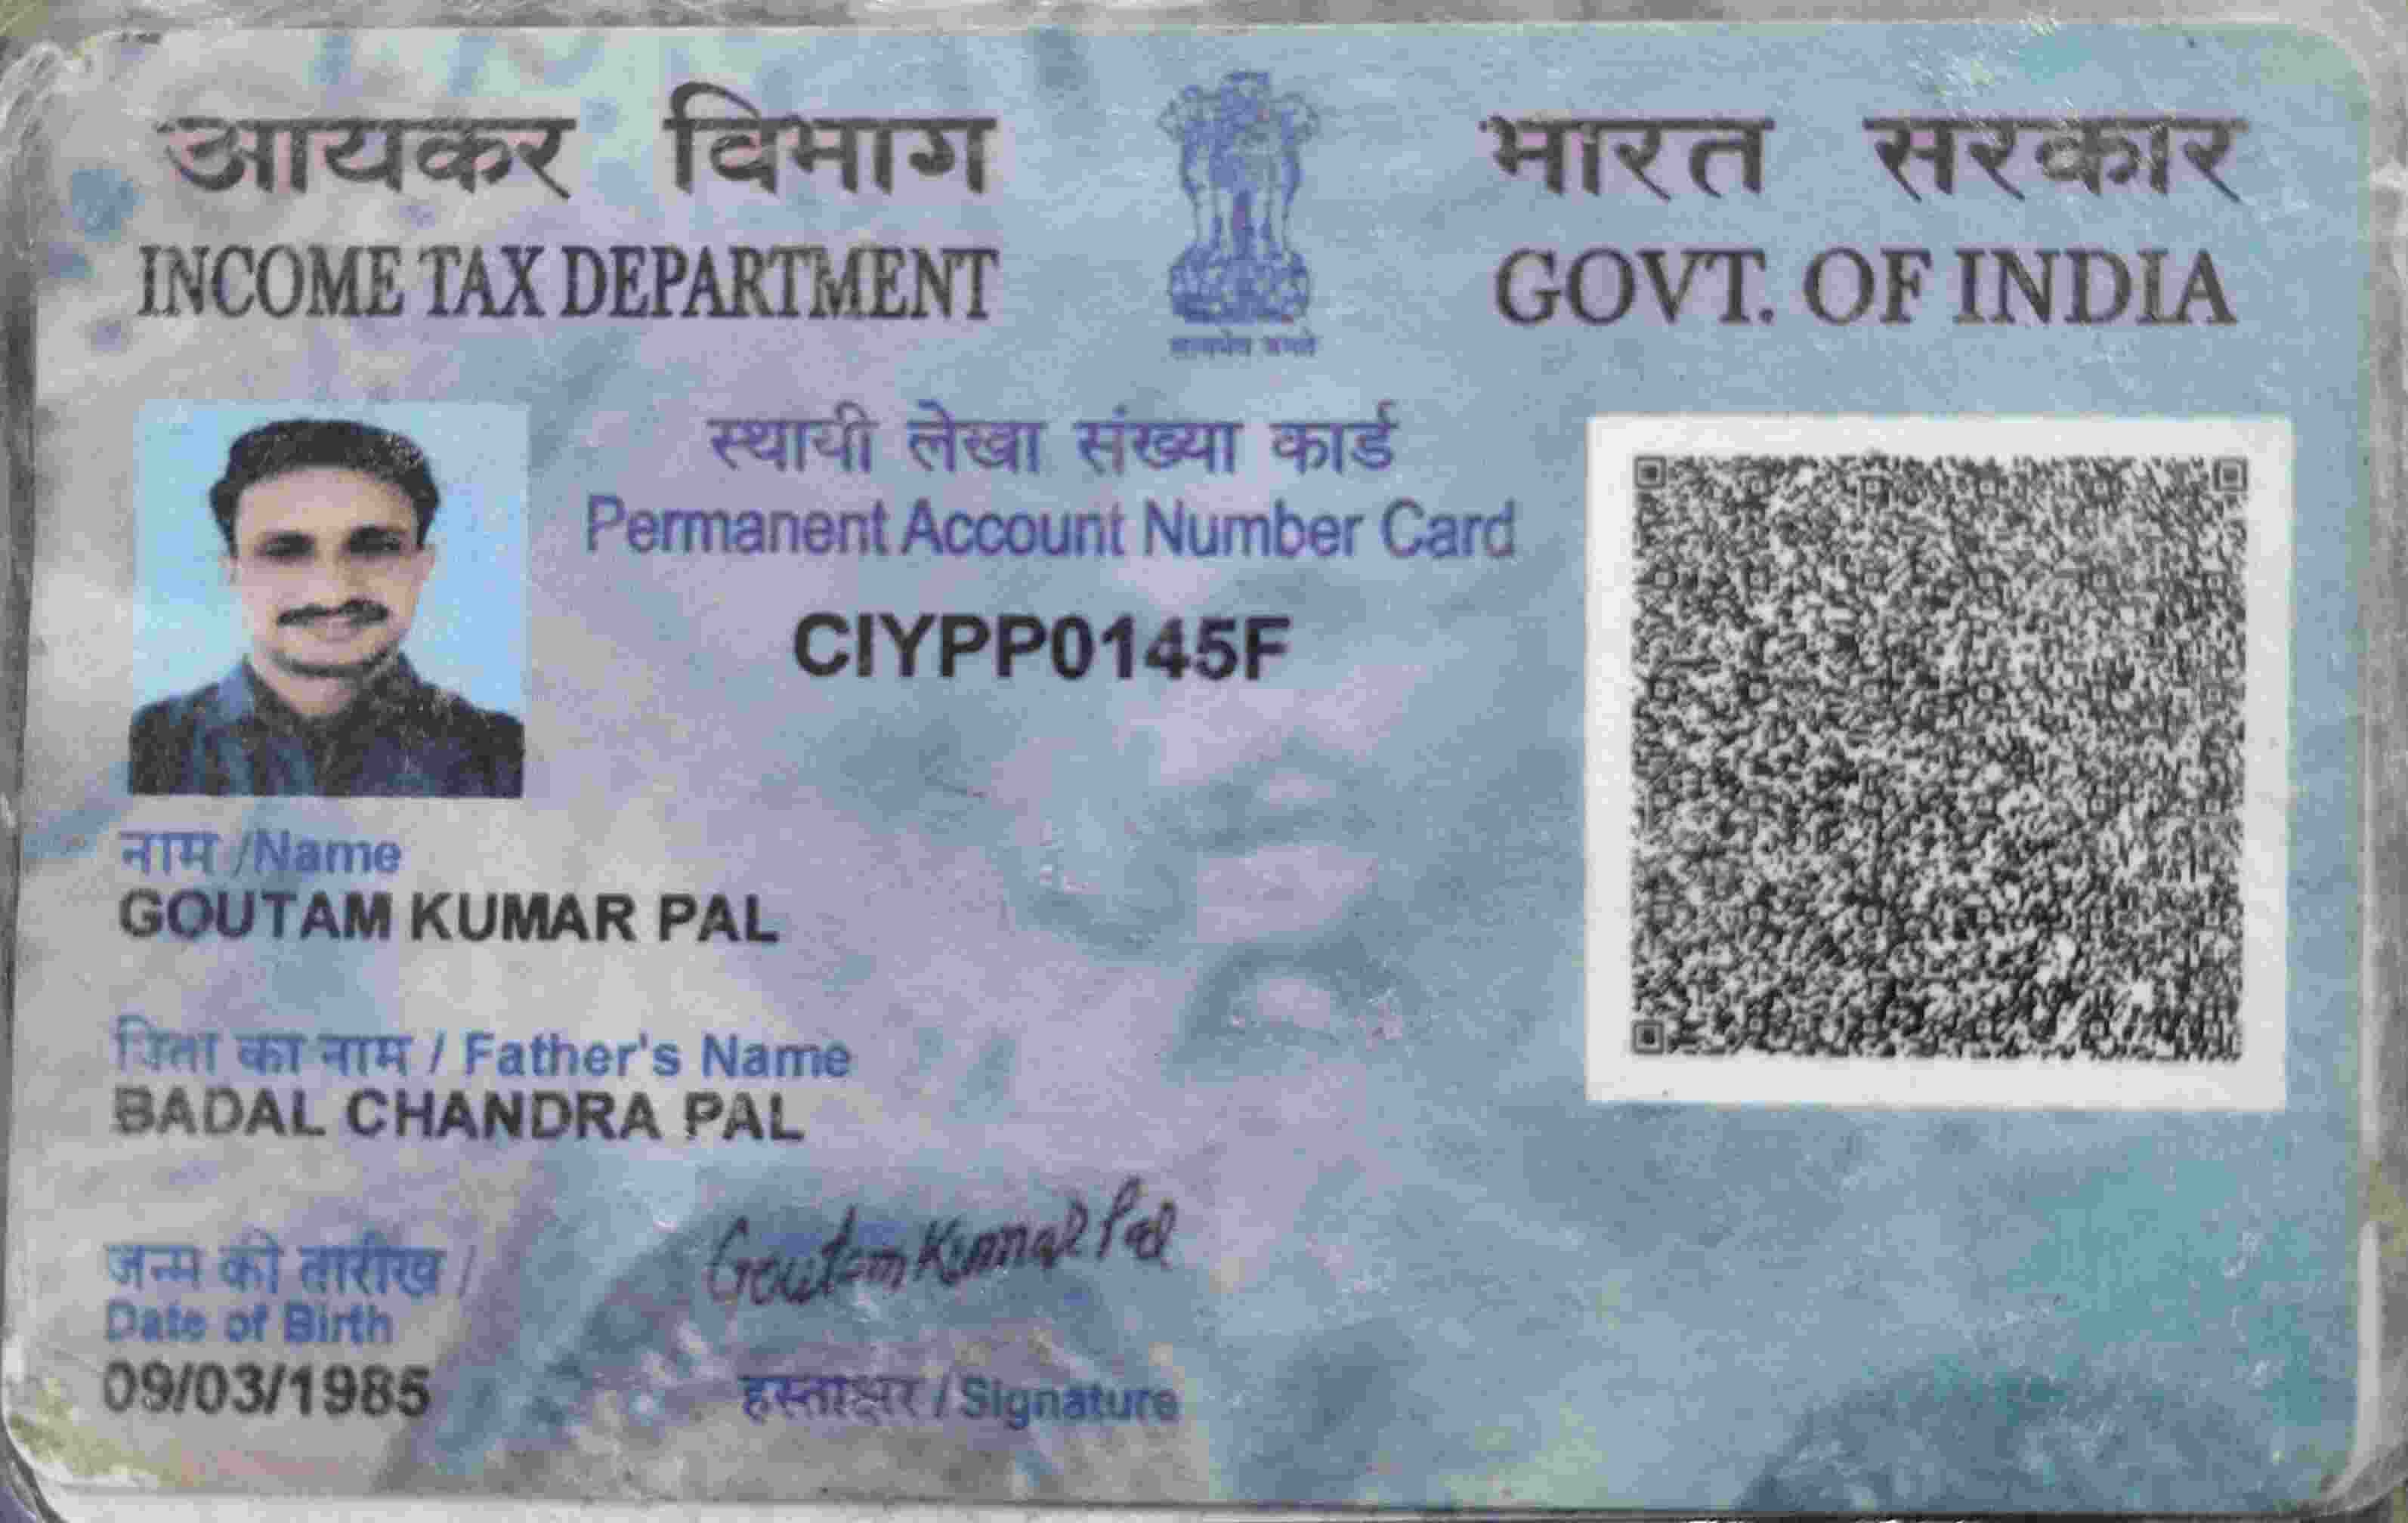 आयकर विभाग
INCOME TAX DEPARTMENT
भारत सरकार
GOVT. OF INDIA
सत्यमेव जयते
स्थायी लेखा संख्या कार्ड
Permanent Account Number Card
CIYPP0145F
नाम /Name
GOUTAM KUMAR PAL
पिता का नाम / Father's Name
BADAL CHANDRA PAL
जन्म की तारीख /
Date of Birth
09/03/1985
Goutam Kumar Pal
हस्ताक्षर / Signature